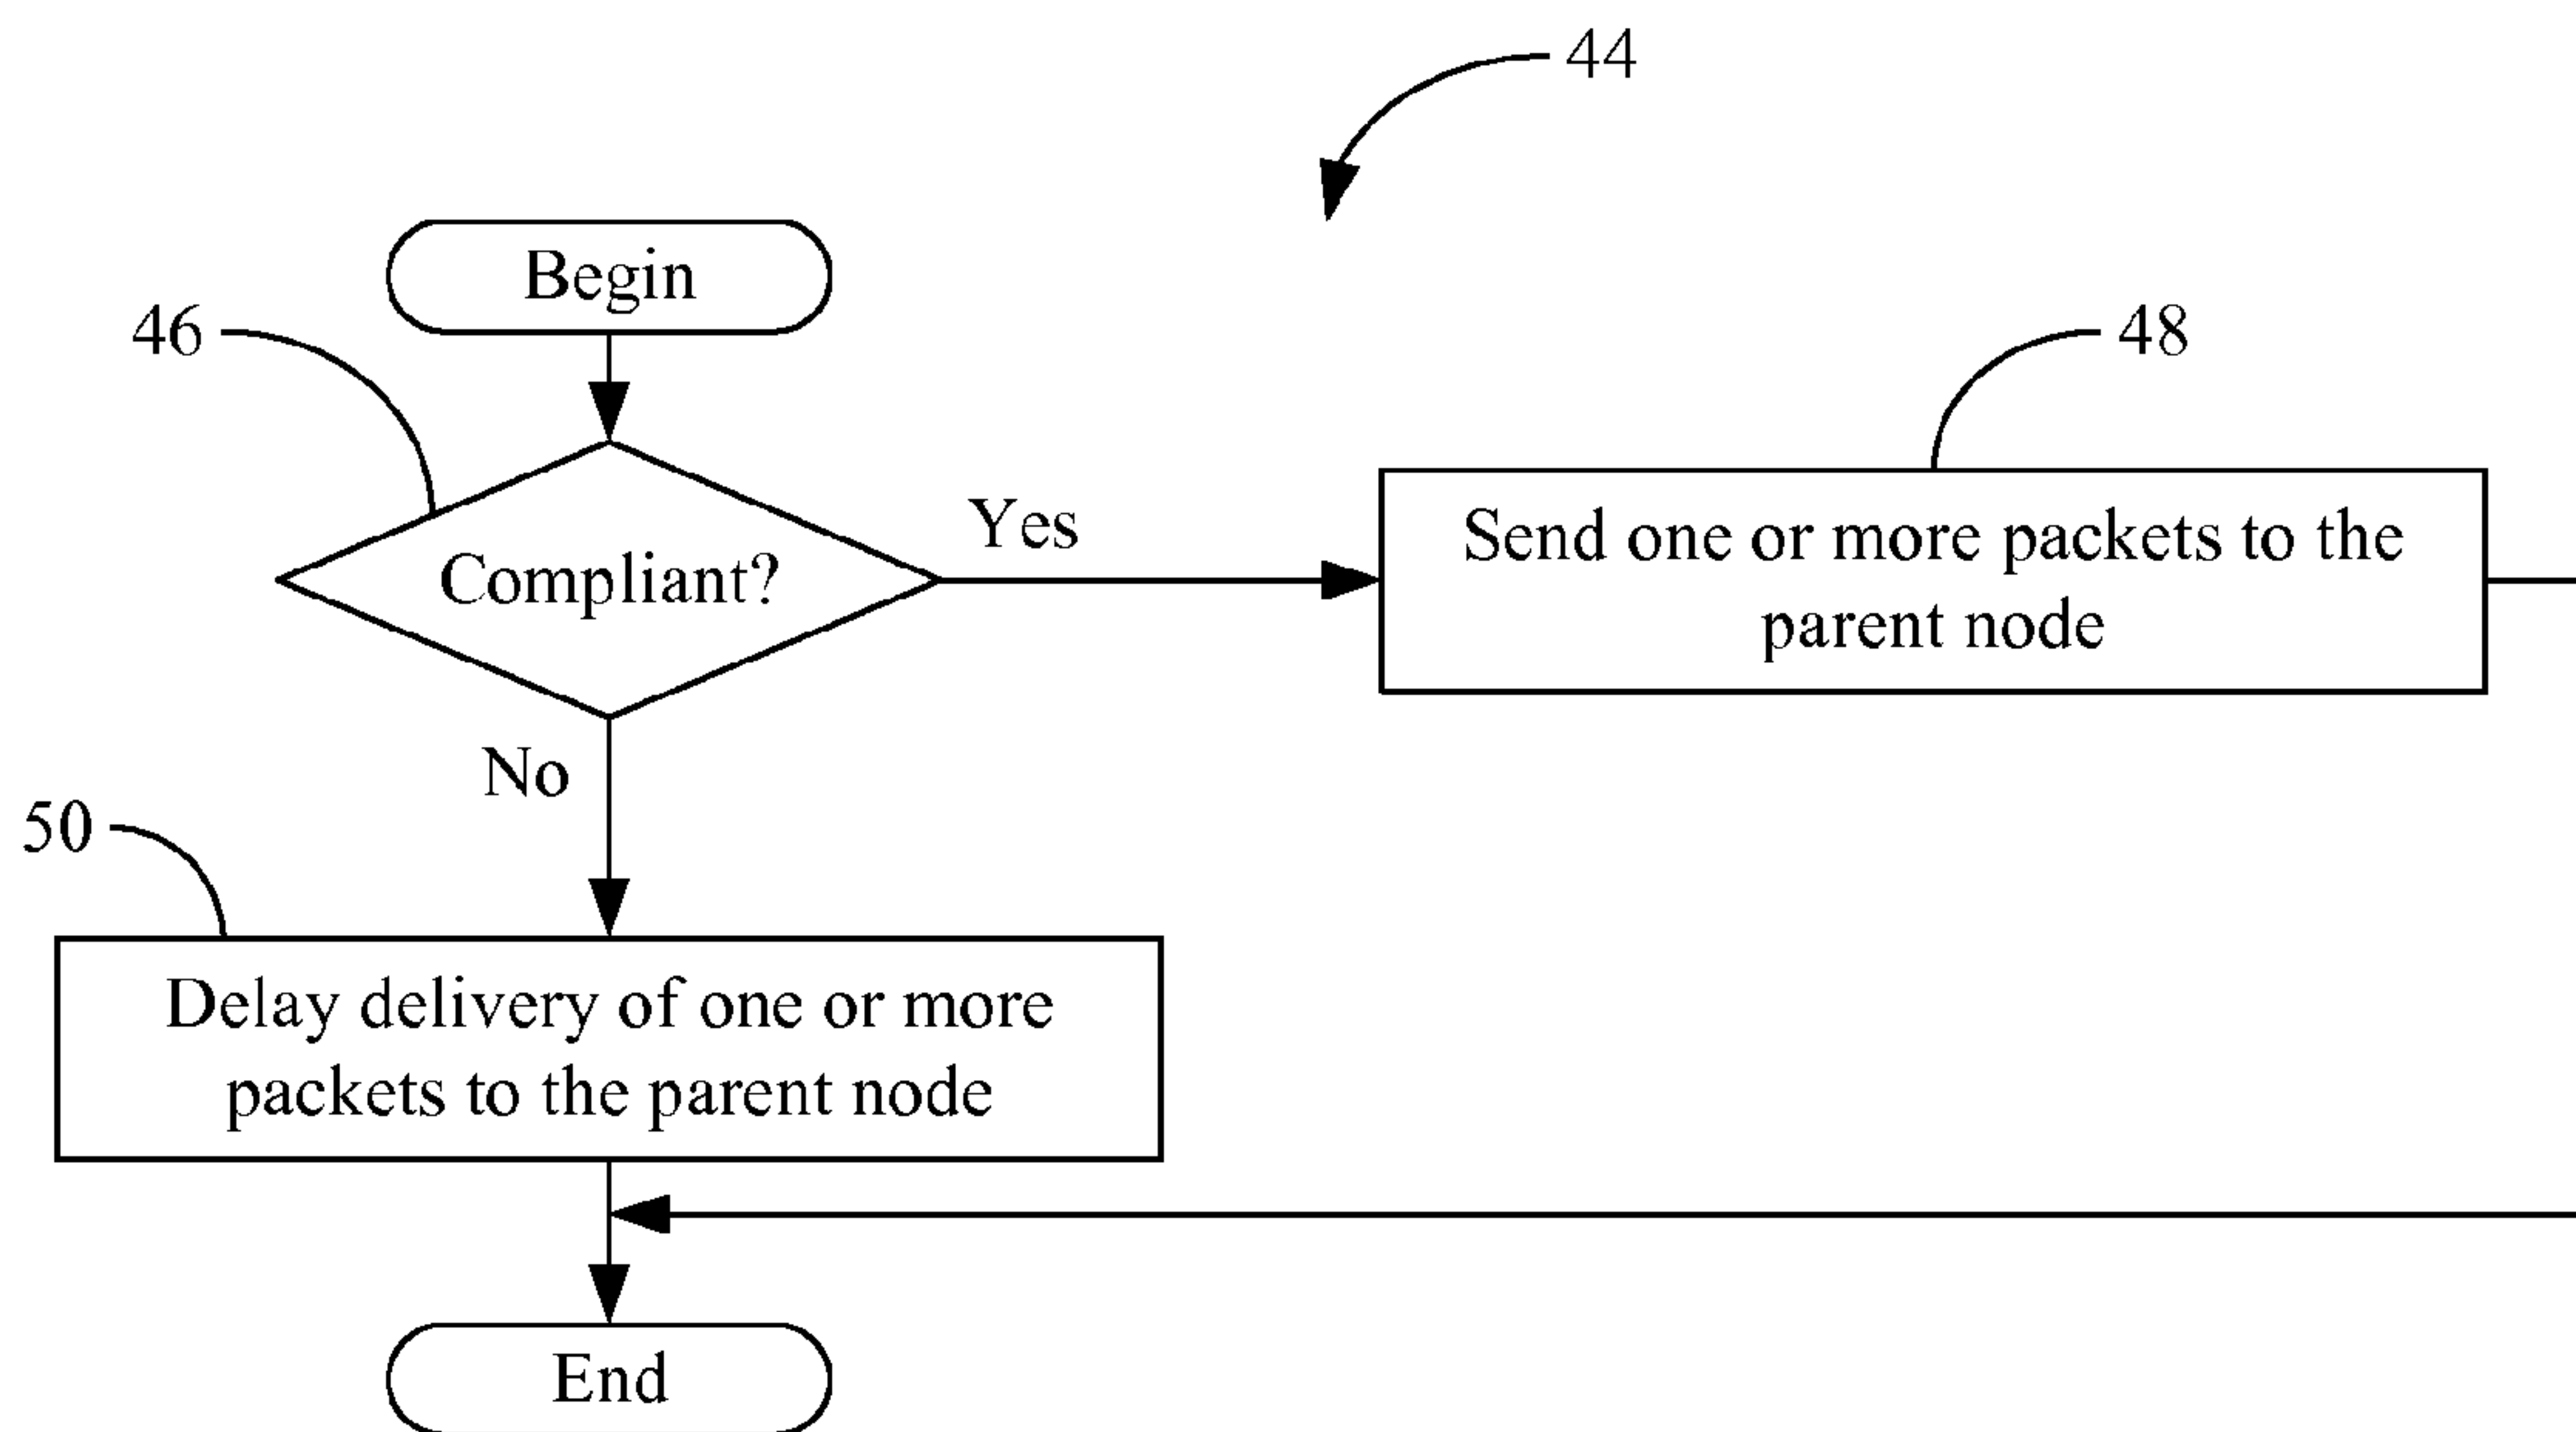 44
Begin
46
48
Compliant?
Yes
Send one or more packets to the
parent node
No
50
Delay delivery of one or more
packets to the parent node
End